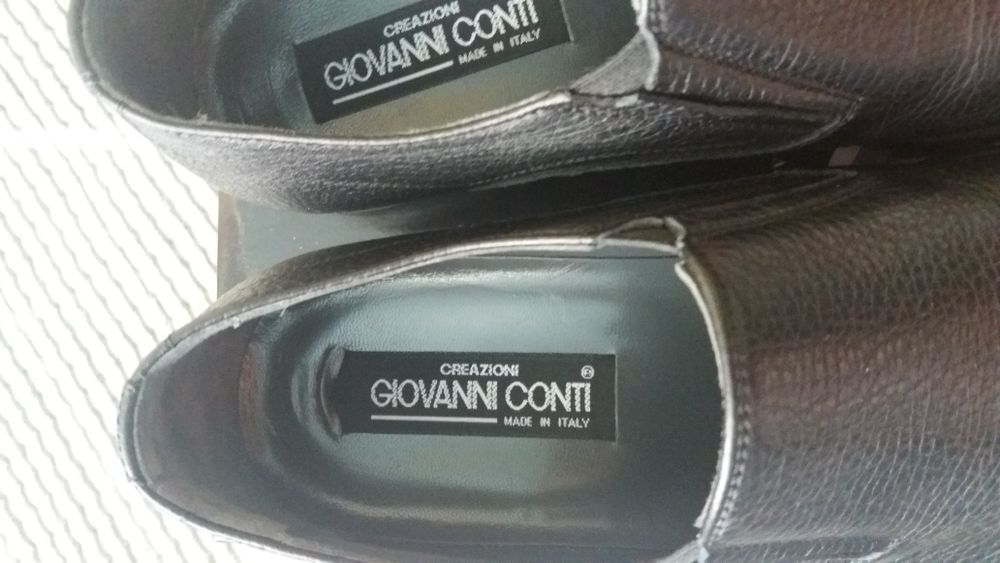 CREAZIONI
GIOVANNI CONTI
MADE IN ITALY
CREAZIONI ®
GIOVANNI CONTI
MADE IN ITALY